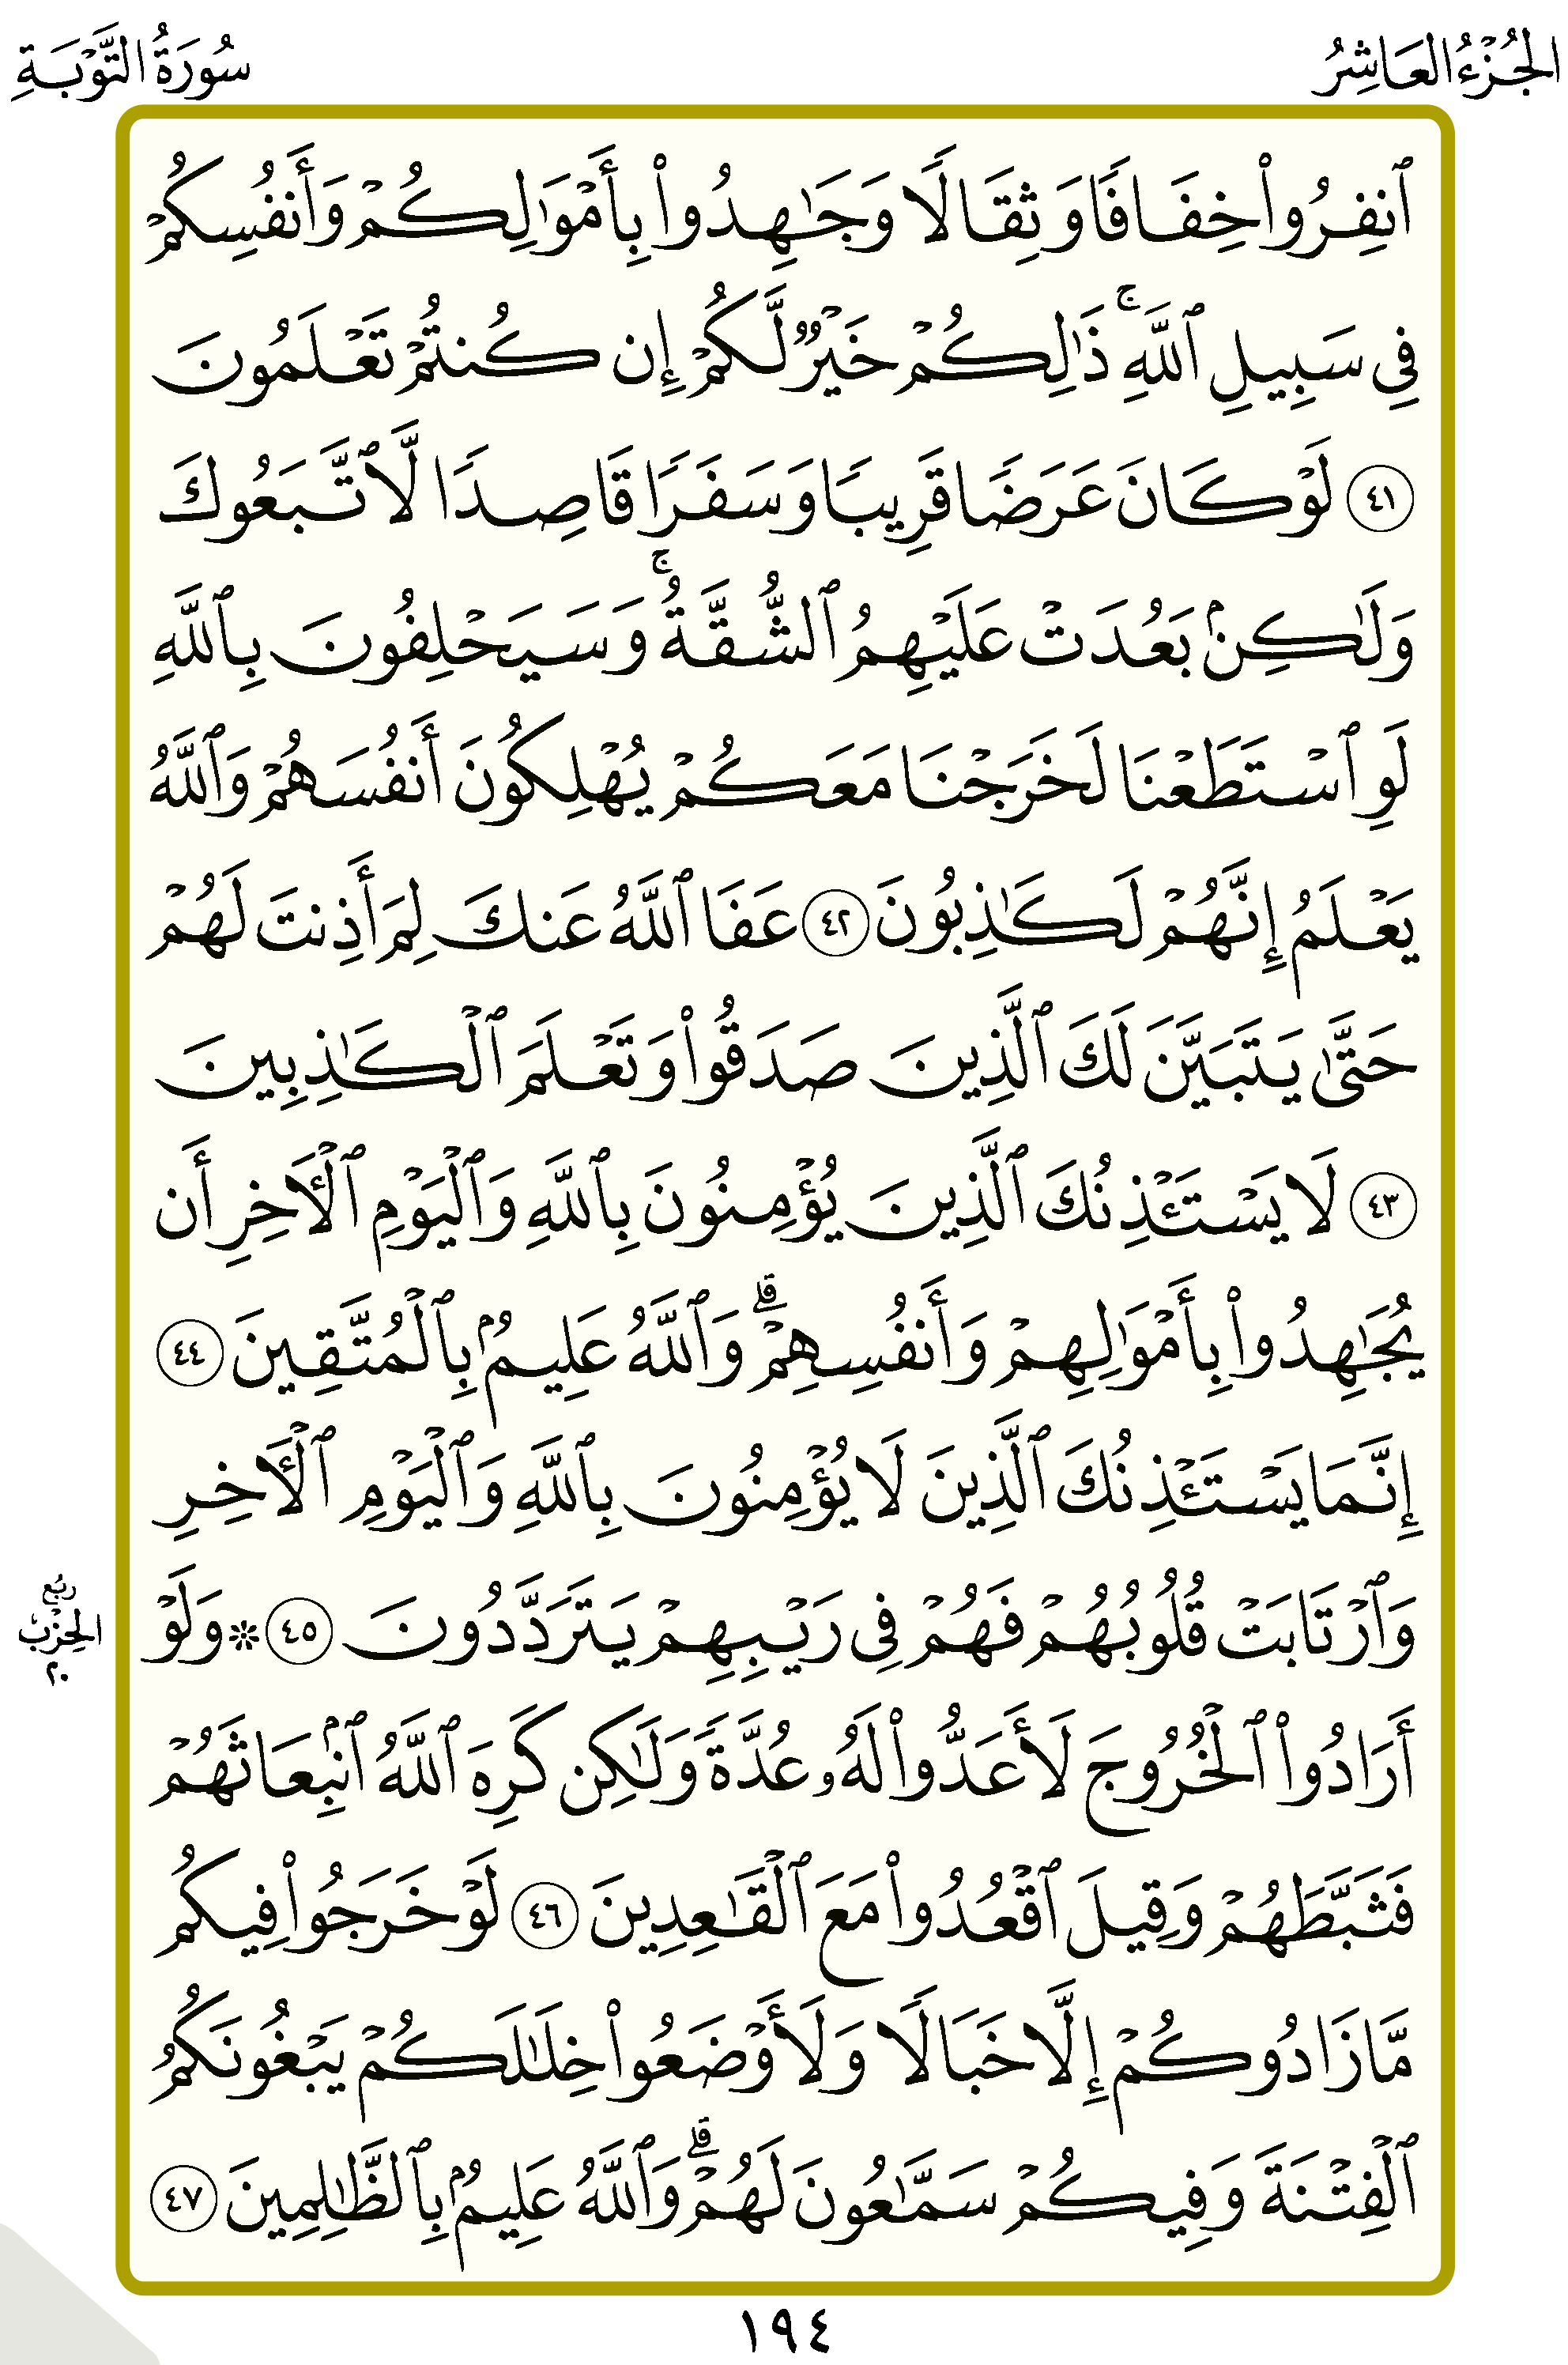 الجُزْءُ العَاشِرُ
سُورَةُ التَّوْبَةِ
ٱنفِرُوا۟ خِفَافًا وَثِقَالًا وَجَٰهِدُوا۟ بِأَمْوَٰلِكُمْ وَأَنفُسِكُمْ
فِى سَبِيلِ ٱللَّهِ ۚ ذَٰلِكُمْ خَيْرٌ لَّكُمْ إِن كُنتُمْ تَعْلَمُونَ
٤١ لَوْ كَانَ عَرَضًا قَرِيبًا وَسَفَرًا قَاصِدًا لَّٱتَّبَعُوكَ
وَلَٰكِنۢ بَعُدَتْ عَلَيْهِمُ ٱلشُّقَّةُ ۚ وَسَيَحْلِفُونَ بِٱللَّهِ
لَوِ ٱسْتَطَعْنَا لَخَرَجْنَا مَعَكُمْ يُهْلِكُونَ أَنفُسَهُمْ وَٱللَّهُ
يَعْلَمُ إِنَّهُمْ لَكَٰذِبُونَ ٤٢ عَفَا ٱللَّهُ عَنكَ لِمَ أَذِنتَ لَهُمْ
حَتَّىٰ يَتَبَيَّنَ لَكَ ٱلَّذِينَ صَدَقُوا۟ وَتَعْلَمَ ٱلْكَٰذِبِينَ
٤٣ لَا يَسْتَـْٔذِنُكَ ٱلَّذِينَ يُؤْمِنُونَ بِٱللَّهِ وَٱلْيَوْمِ ٱلْـَٔاخِرِ أَن
يُجَٰهِدُوا۟ بِأَمْوَٰلِهِمْ وَأَنفُسِهِمْ ۗ وَٱللَّهُ عَلِيمٌۢ بِٱلْمُتَّقِينَ ٤٤
إِنَّمَا يَسْتَـْٔذِنُكَ ٱلَّذِينَ لَا يُؤْمِنُونَ بِٱللَّهِ وَٱلْيَوْمِ ٱلْـَٔاخِرِ
وَٱرْتَابَتْ قُلُوبُهُمْ فَهُمْ فِى رَيْبِهِمْ يَتَرَدَّدُونَ ٤٥ * وَلَوْ
رُبع
الحِزْب
٢٠
أَرَادُوا۟ ٱلْخُرُوجَ لَأَعَدُّوا۟ لَهُۥ عُدَّةً وَلَٰكِن كَرِهَ ٱللَّهُ ٱنۢبِعَاثَهُمْ
فَثَبَّطَهُمْ وَقِيلَ ٱقْعُدُوا۟ مَعَ ٱلْقَٰعِدِينَ ٤٦ لَوْ خَرَجُوا۟ فِيكُم
مَّا زَادُوكُمْ إِلَّا خَبَالًا وَلَأَوْضَعُوا۟ خِلَٰلَكُمْ يَبْغُونَكُمُ
ٱلْفِتْنَةَ وَفِيكُمْ سَمَّٰعُونَ لَهُمْ ۗ وَٱللَّهُ عَلِيمٌۢ بِٱلظَّٰلِمِينَ ٤٧
١٩٤